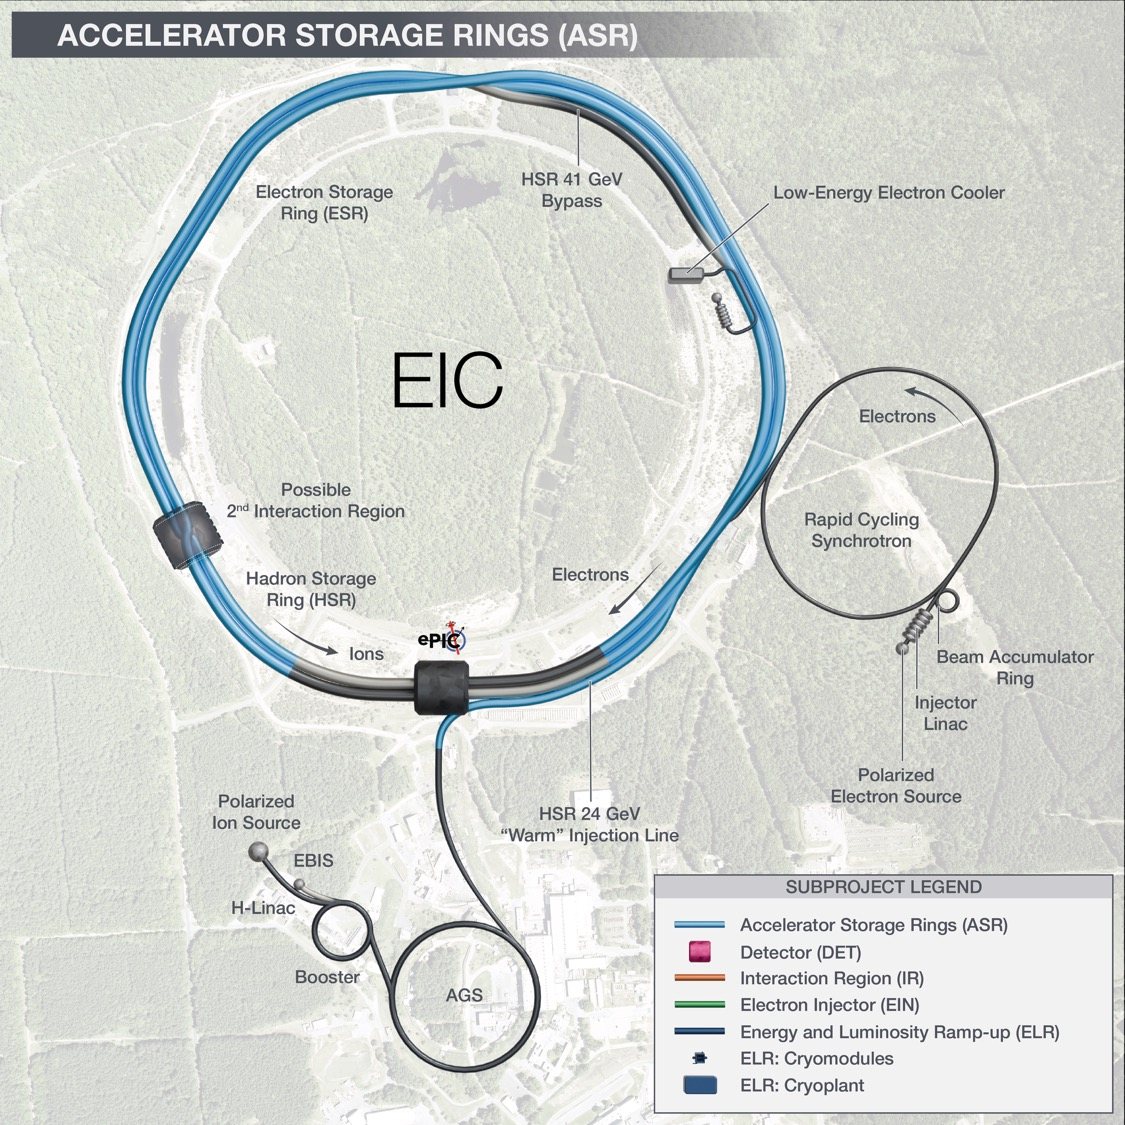 ACCELERATOR STORAGE RINGS (ASR)
HSR 41 GeV
Bypass
Low-Energy Electron Cooler
Electron Storage
Ring (ESR)
EIC
Electrons
Rapid Cycling
Synchrotron
Possible
2nd Interaction Region
Hadron Storage
Ring (HSR)
Ions
ePIC
Electrons
Beam Accumulator
Ring
Injector
Linac
Polarized
Electron Source
HSR 24 GeV
“Warm” Injection Line
Polarized
Ion Source
EBIS
H-Linac
Booster
AGS
SUBPROJECT LEGEND
Accelerator Storage Rings (ASR)
Detector (DET)
Interaction Region (IR)
Electron Injector (EIN)
Energy and Luminosity Ramp-up (ELR)
ELR: Cryomodules
ELR: Cryoplant